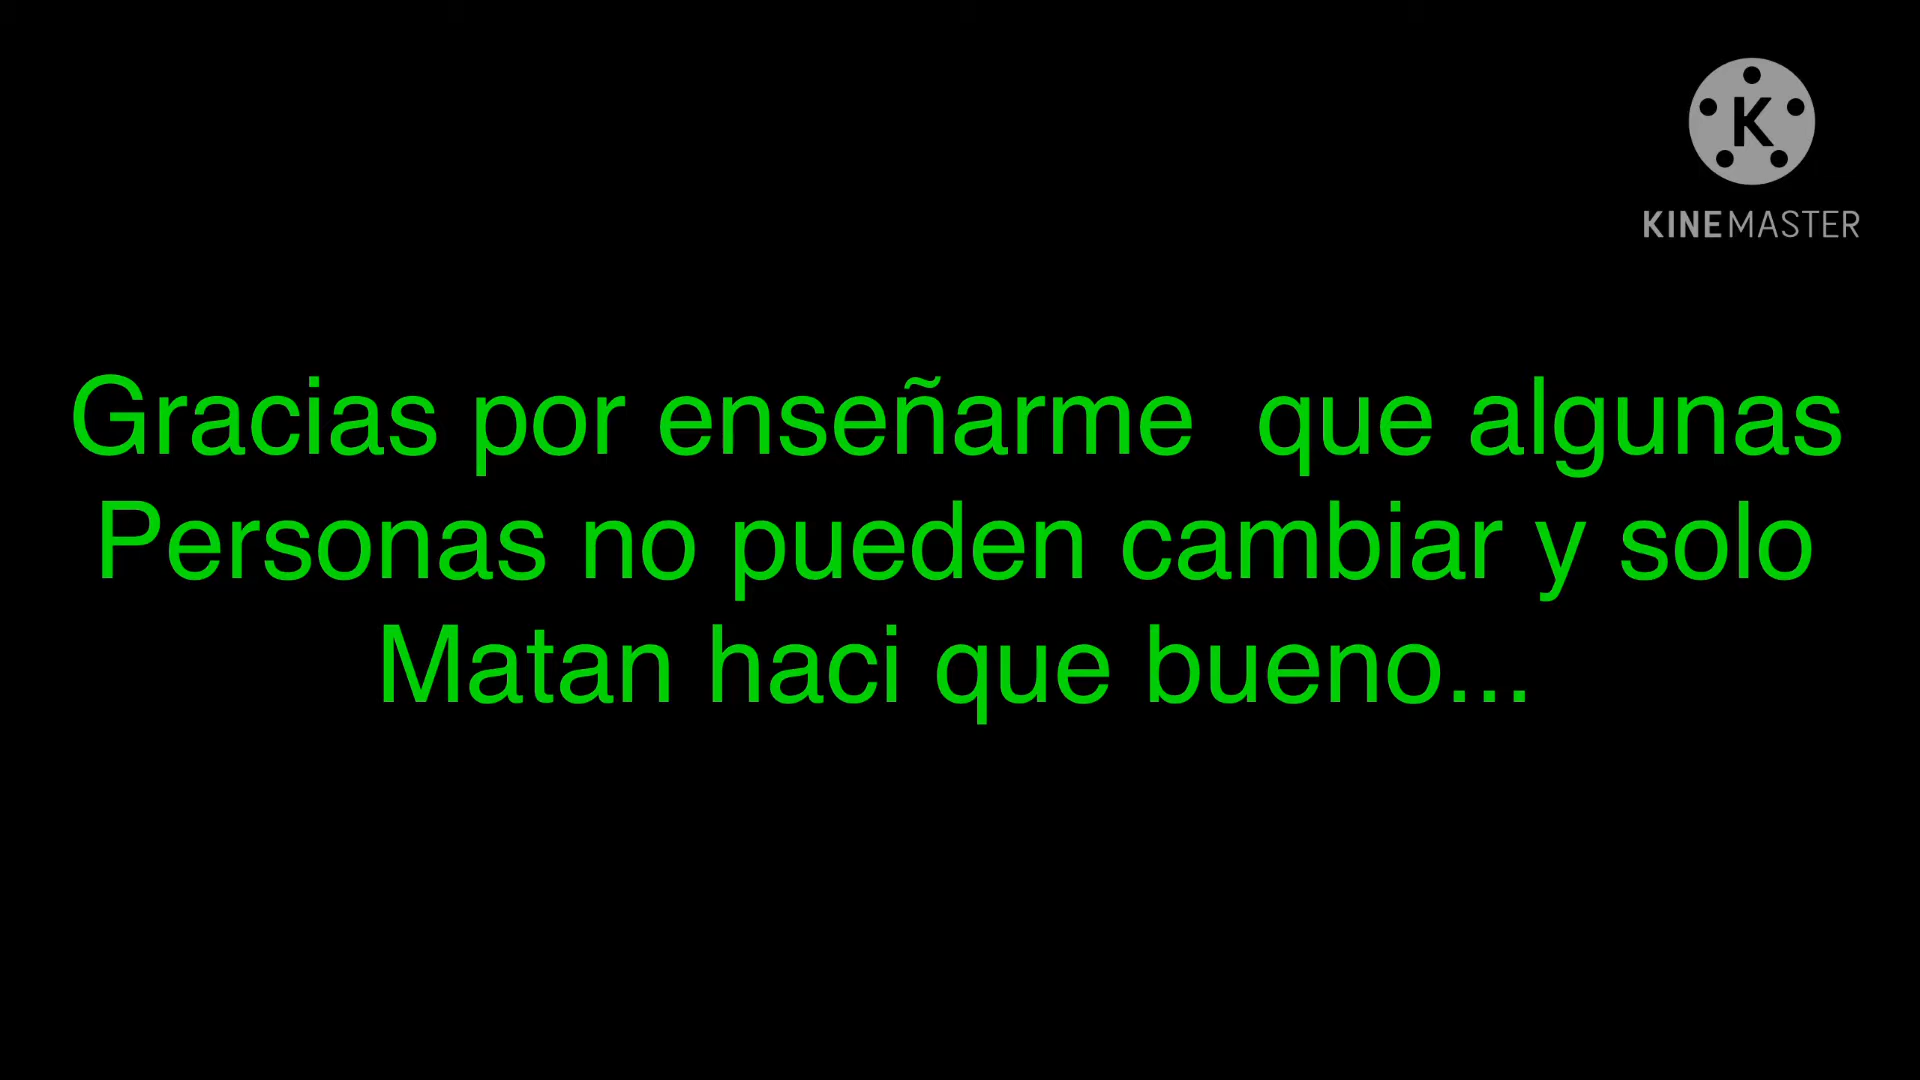 K
KINEMASTER
Gracias por enseñarme  que algunas
Personas no pueden cambiar y solo
Matan haci que bueno...